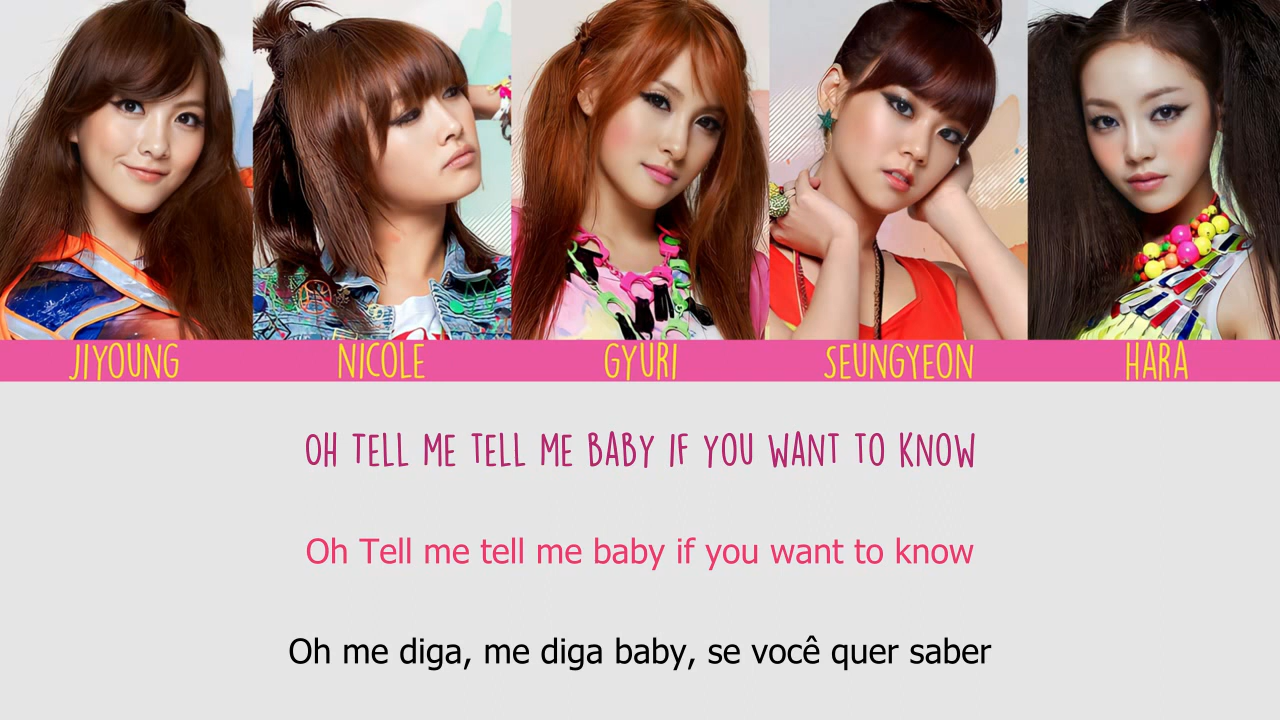 JIYOUNG
NICOLE
GYURI
SEUNGYEON
HARA
OH TELL ME TELL ME BABY IF YOU WANT TO KNOW
Oh Tell me tell me baby if you want to know
Oh me diga, me diga baby, se você quer saber